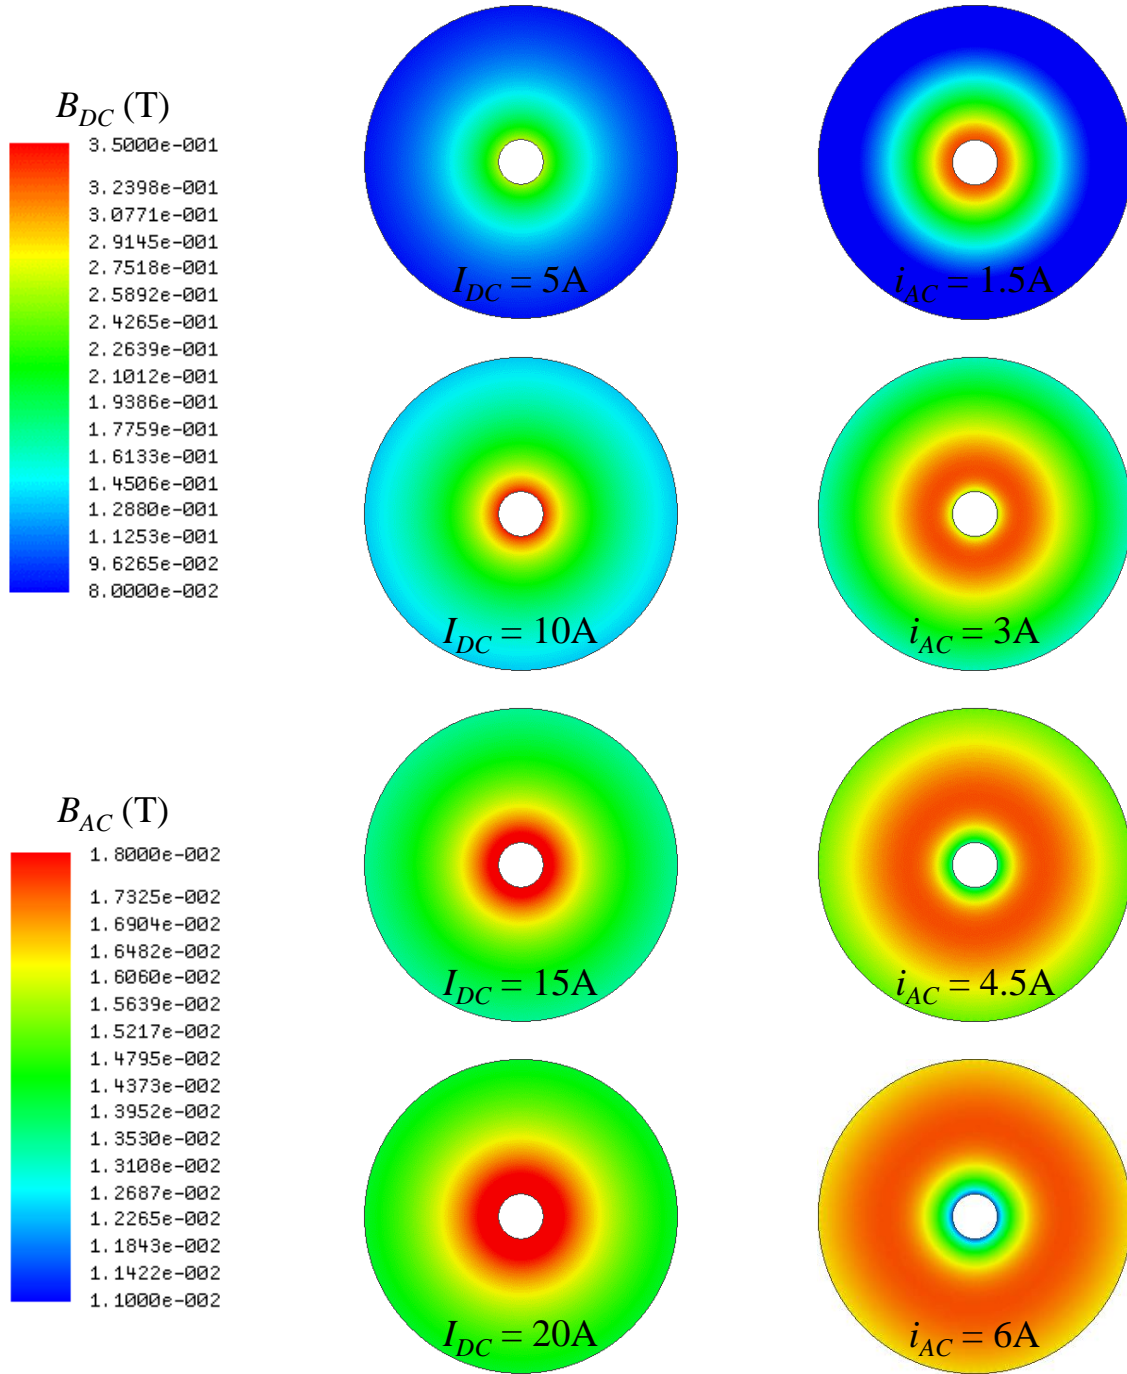 B_DC (T)
3.5000e-001
3.2398e-001
3.0771e-001
2.9145e-001
2.7518e-001
2.5892e-001
2.4265e-001
2.2639e-001
2.1012e-001
1.9386e-001
1.7759e-001
1.6133e-001
1.4506e-001
1.2880e-001
1.1253e-001
9.6265e-002
8.0000e-002
I_DC = 5A
i_AC = 1.5A
I_DC = 10A
i_AC = 3A
B_AC (T)
1.8000e-002
1.7325e-002
1.6904e-002
1.6482e-002
1.6060e-002
1.5639e-002
1.5217e-002
1.4795e-002
1.4373e-002
1.3952e-002
1.3530e-002
1.3108e-002
1.2687e-002
1.2265e-002
1.1843e-002
1.1422e-002
1.1000e-002
I_DC = 15A
i_AC = 4.5A
I_DC = 20A
i_AC = 6A